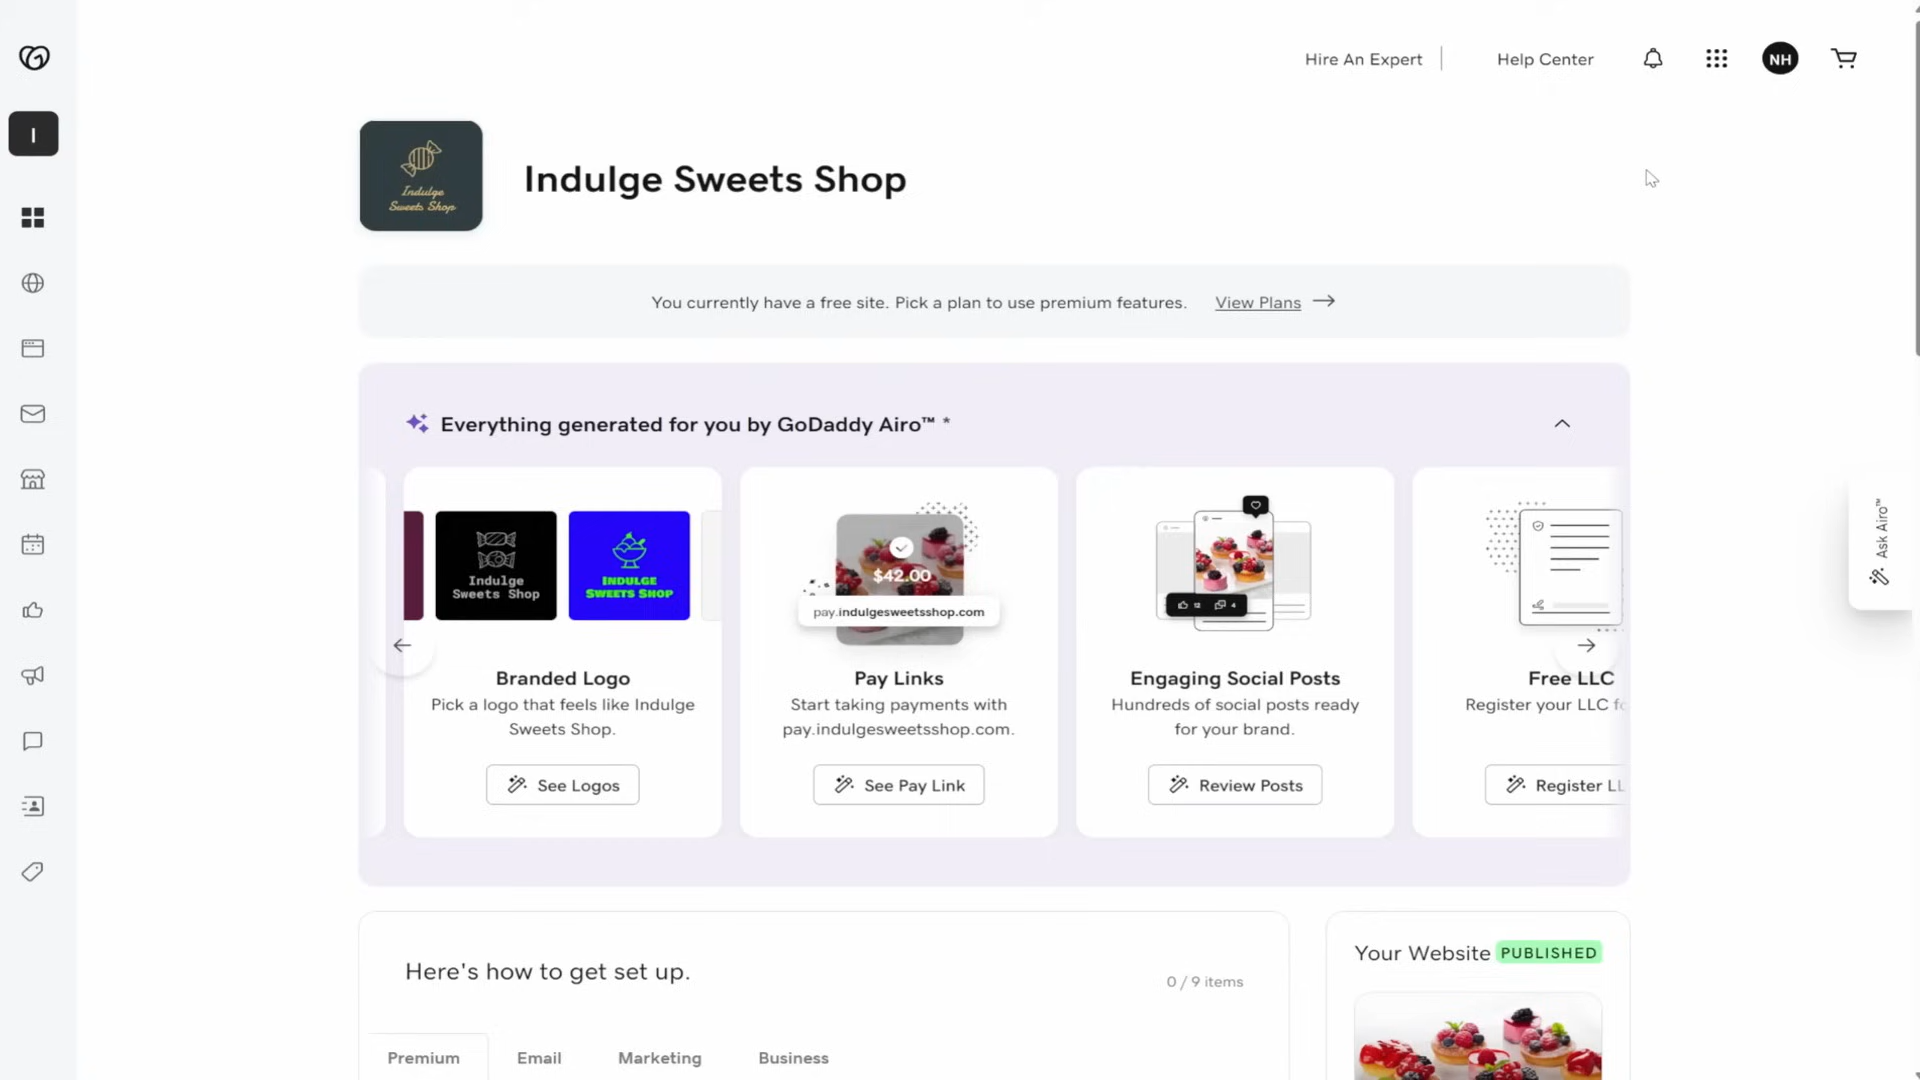 Hire An Expert
Help Center
NH
I
Indulge
Sweets Shop
Indulge Sweets Shop
You currently have a free site. Pick a plan to use premium features. View Plans
Everything generated for you by GoDaddy Airo™ *
Indulge
Sweets Shop
INDULGE
SWEETS SHOP
Branded Logo
Pick a logo that feels like Indulge
Sweets Shop.
See Logos
$42.00
pay.indulgesweetsshop.com
Pay Links
Start taking payments with
pay.indulgesweetsshop.com.
See Pay Link
12 4
Engaging Social Posts
Hundreds of social posts ready
for your brand.
Review Posts
Free LLC
Register your LLC fo
Register LL
Ask Airo™
Here's how to get set up.
0 / 9 items
Premium
Email
Marketing
Business
Your Website PUBLISHED